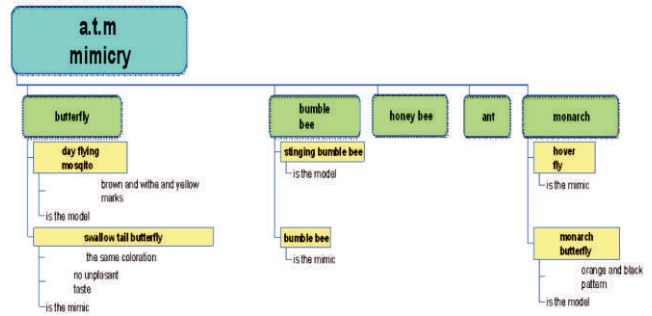 a.t.m
mimicry
butterfly
day flying
mosqito
brown and withe and yellow
marks
is the model
swallow tail butterfly
the same coloration
no unplasant
taste
is the mimic
bumble
bee
stinging bumble bee
is the model
bumble bee
is the mimic
honey bee
ant
monarch
hover
fly
is the mimic
monarch
butterfly
orange and black
pattern
is the model